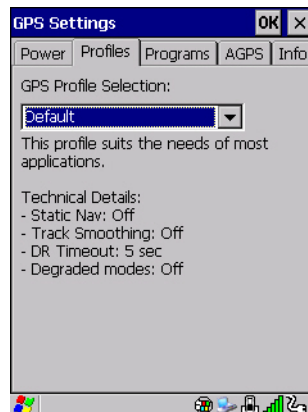 GPS Settings OK
Power Profiles Programs AGPS Info
GPS Profile Selection:
Default
This profile suits the needs of most
applications.
Technical Details:
- Static Nav: Off
- Track Smoothing: Off
- DR Timeout: 5 sec
- Degraded modes: Off